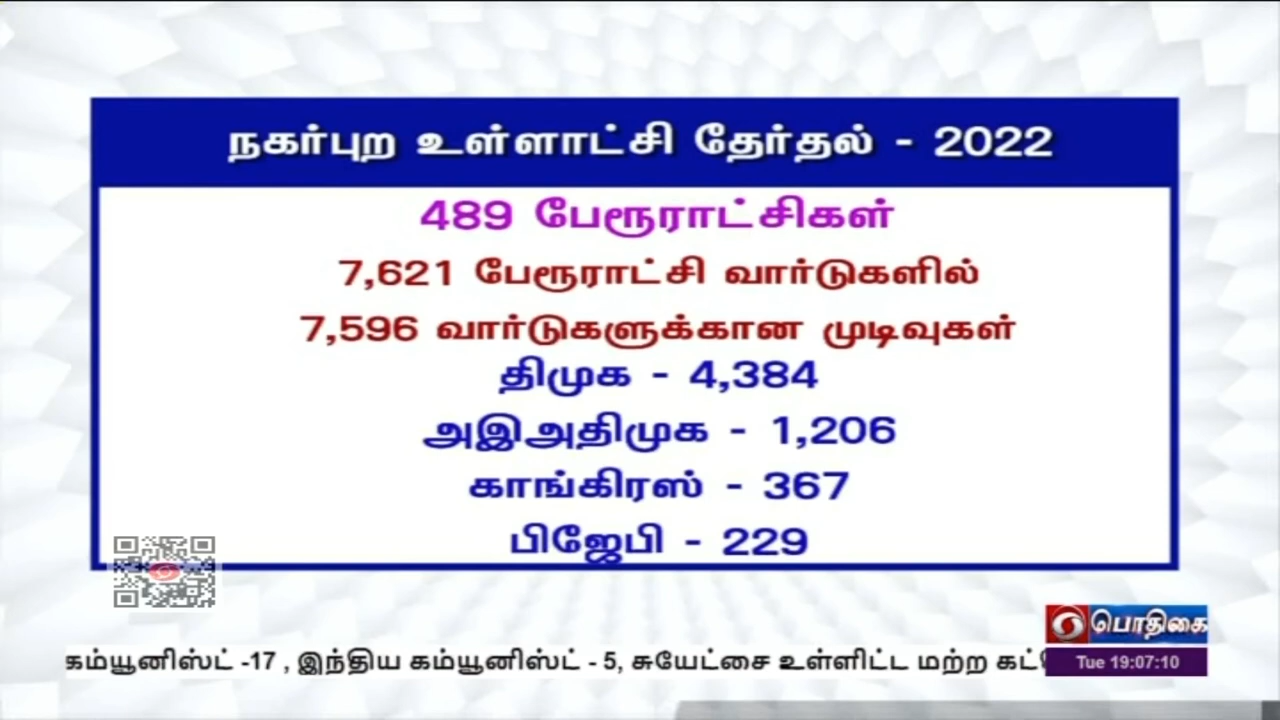 நகர்புற உள்ளாட்சி தேர்தல் - 2022
489 பேரூராட்சிகள்
7,621 பேரூராட்சி வார்டுகளில்
7,596 வார்டுகளுக்கான முடிவுகள்
திமுக - 4,384
அஇஅதிமுக - 1,206
காங்கிரஸ் - 367
பிஜேபி - 229
பொதிகை
கம்யூனிஸ்ட் -17 , இந்திய கம்யூனிஸ்ட் - 5, சுயேட்சை உள்ளிட்ட மற்ற
Tue 19:07:10